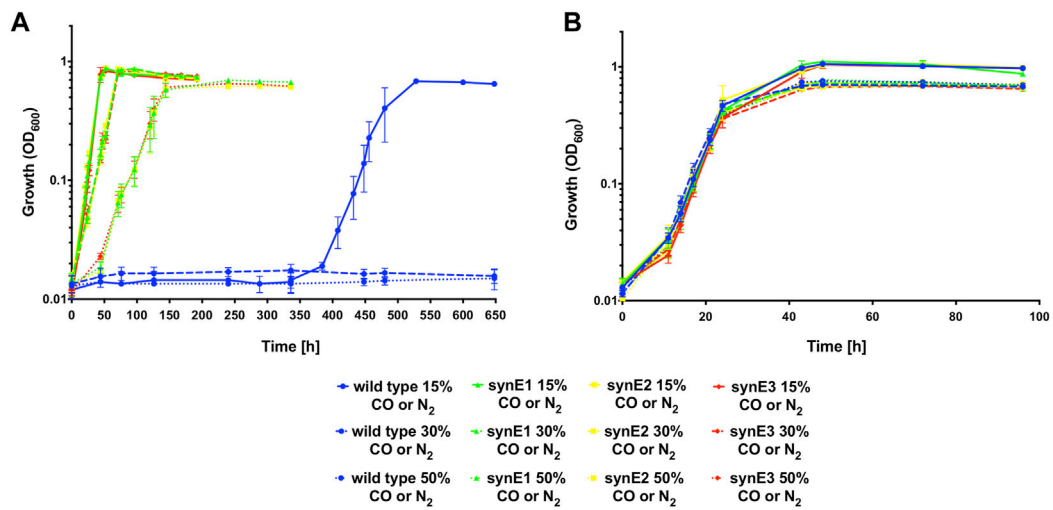 A
B
Growth (OD600)
1
0.1
0.01
0 50 100 150 200 250 300 350 400 450 500 550 600 650
Time [h]
Growth (OD600)
1
0.1
0.01
0 20 40 60 80 100
Time [h]
wild type 15% synE1 15% synE2 15% synE3 15%
CO or N2 CO or N2 CO or N2 CO or N2
wild type 30% synE1 30% synE2 30% synE3 30%
CO or N2 CO or N2 CO or N2 CO or N2
wild type 50% synE1 50% synE2 50% synE3 50%
CO or N2 CO or N2 CO or N2 CO or N2